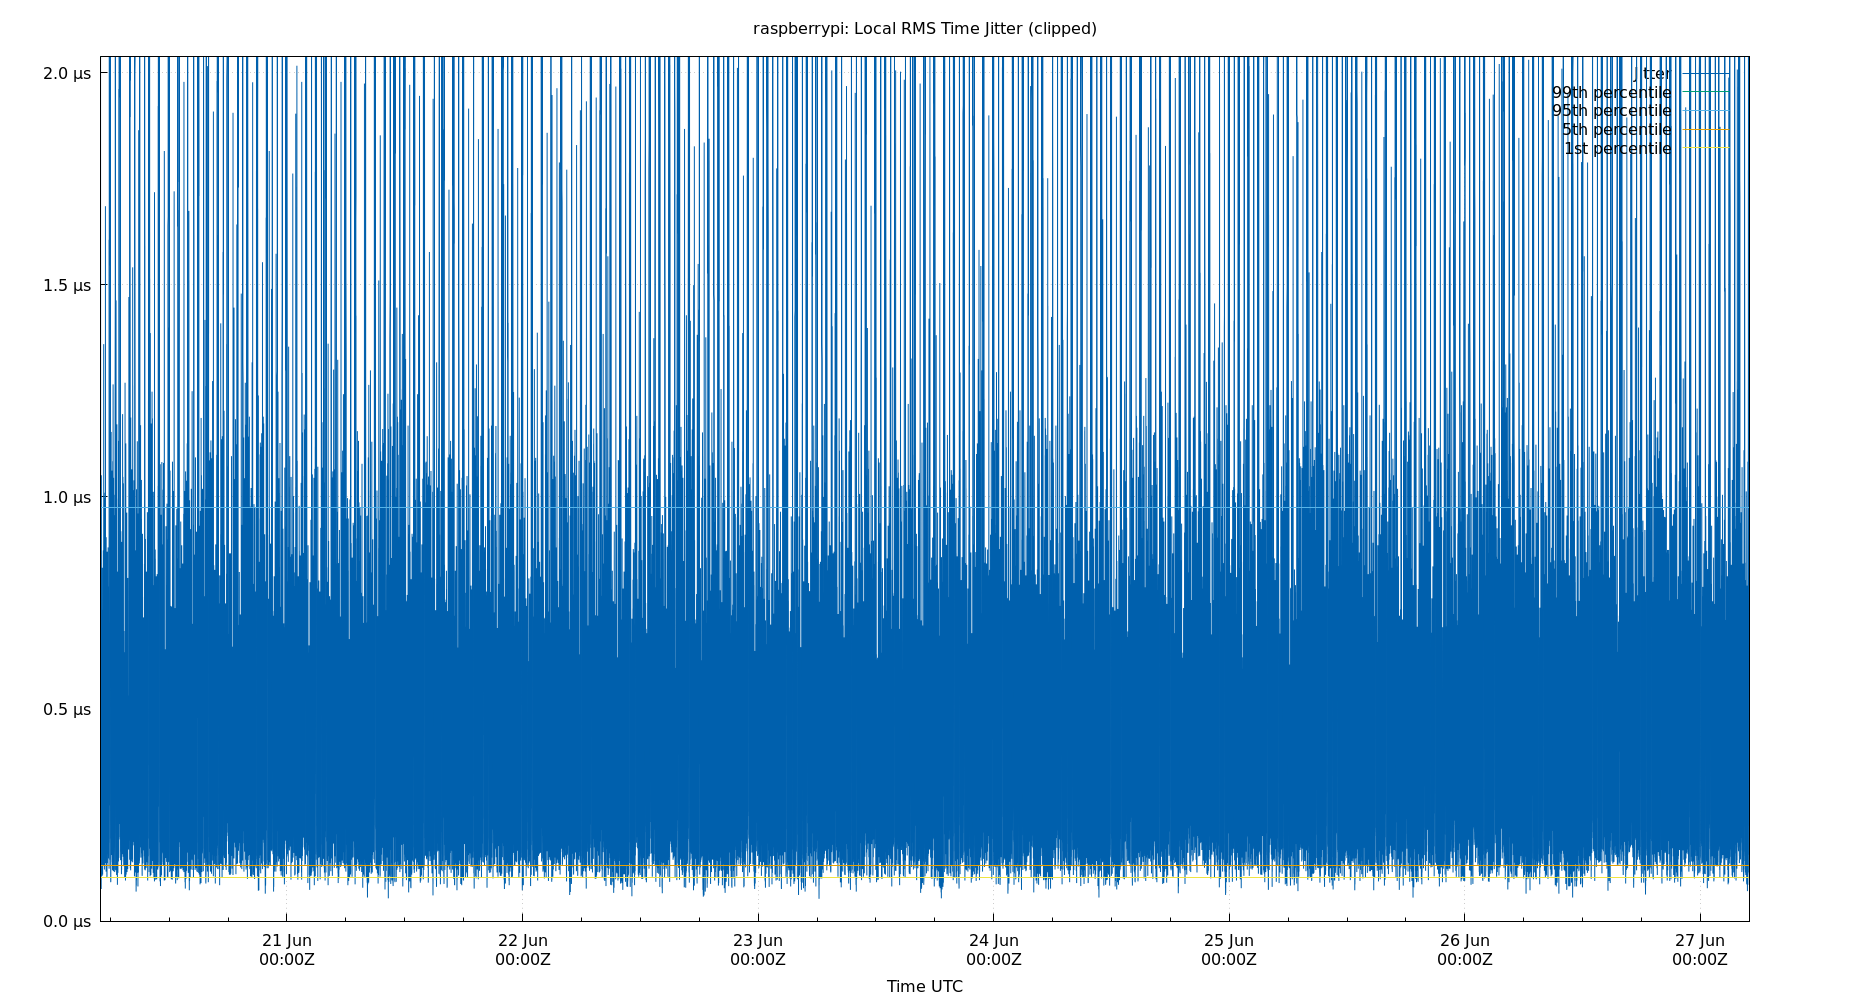 raspberrypi: Local RMS Time Jitter (clipped)
2.0 µs
1.5 µs
1.0 µs
0.5 µs
0.0 µs
jitter
99th percentile
95th percentile
5th percentile
1st percentile
21 Jun 22 Jun 23 Jun 24 Jun 25 Jun 26 Jun 27 Jun
00:00Z 00:00Z 00:00Z 00:00Z 00:00Z 00:00Z 00:00Z
Time UTC